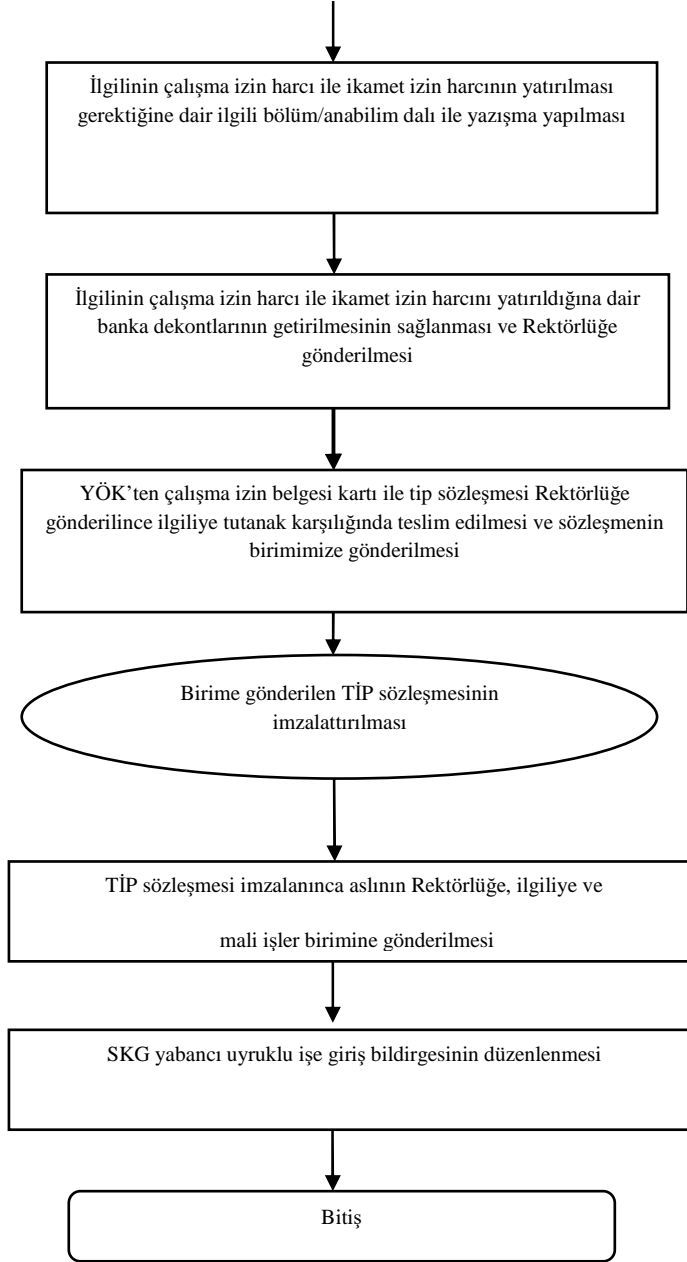 İlgilinin çalışma izin harcı ile ikamet izin harcının yatırılması
gerektiğine dair ilgili bölüm/anabilim dalı ile yazışma yapılması
İlgilinin çalışma izin harcı ile ikamet izin harcını yatırıldığına dair
banka dekontlarının getirilmesinin sağlanması ve Rektörlüğe
gönderilmesi
YÖK’ten çalışma izin belgesi kartı ile tip sözleşmesi Rektörlüğe
gönderilince ilgiliye tutanak karşılığında teslim edilmesi ve sözleşmenin
birimimize gönderilmesi
Birime gönderilen TİP sözleşmesinin
imzalattırılması
TİP sözleşmesi imzalanınca aslının Rektörlüğe, ilgiliye ve
mali işler birimine gönderilmesi
SKG yabancı uyruklu işe giriş bildirgesinin düzenlenmesi
Bitiş